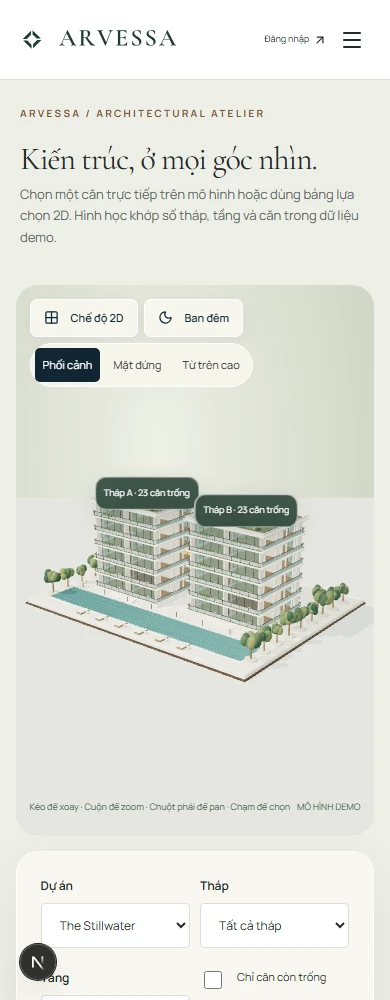 ARVESSA
Đăng nhập
ARVESSA / ARCHITECTURAL ATELIER
Kiến trúc, ở mọi góc nhìn.
Chọn một căn trực tiếp trên mô hình hoặc dùng bảng lựa
chọn 2D. Hình học khớp số tháp, tầng và căn trong dữ liệu
demo.
Chế độ 2D
Ban đêm
Phối cảnh
Mặt đứng
Từ trên cao
Tháp A · 23 căn trống
Tháp B · 23 căn trống
Kéo để xoay · Cuộn để zoom · Chuột phải để pan · Chạm để chọn
MÔ HÌNH DEMO
Dự án
Tháp
The Stillwater
Tất cả tháp
N
Tầng
Chỉ căn còn trống